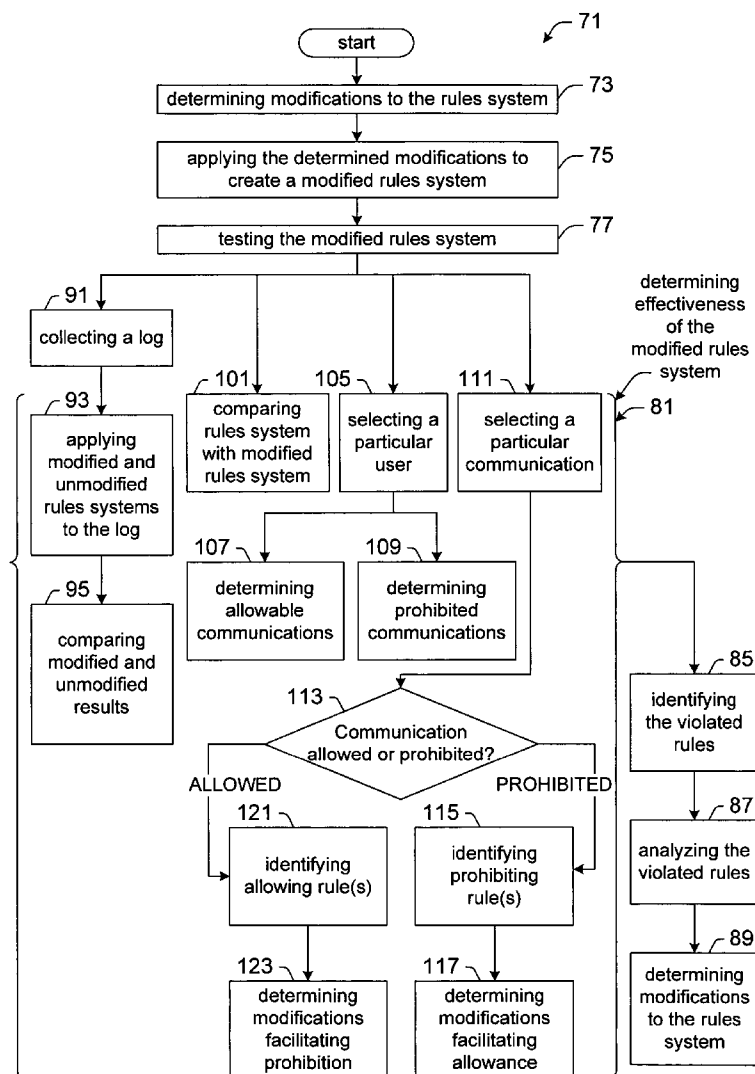 71
start
73
determining modifications to the rules system
75
applying the determined modifications to
create a modified rules system
77
testing the modified rules system
91
collecting a log
determining
effectiveness
of the
modified rules
system
81
93
applying
modified and
unmodified
rules systems
to the log
101
comparing
rules system
with modified
rules system
105
selecting a
particular
user
111
selecting a
particular
communication
107
determining
allowable
communications
109
determining
prohibited
communications
95
comparing
modified and
unmodified
results
85
identifying
the violated
rules
113
Communication
allowed or prohibited?
ALLOWED
PROHIBITED
87
analyzing the
violated rules
121
identifying
allowing rule(s)
115
identifying
prohibiting
rule(s)
89
determining
modifications
to the rules
system
123
determining
modifications
facilitating
prohibition
117
determining
modifications
facilitating
allowance